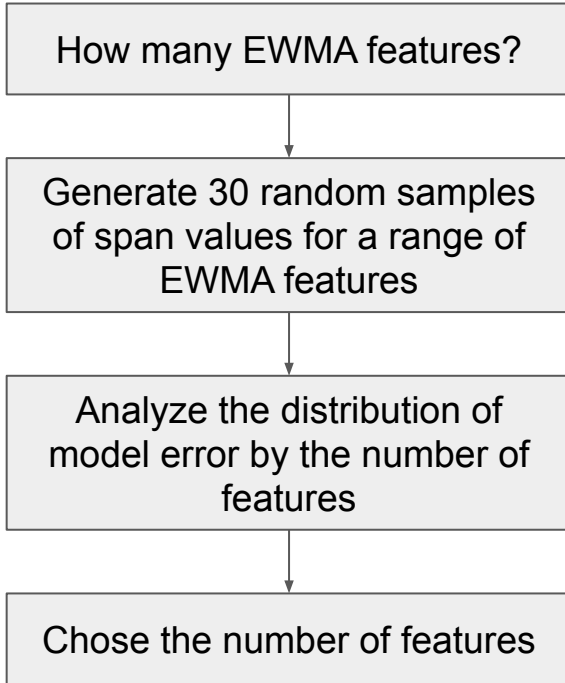 How many EWMA features?
Generate 30 random samples
of span values for a range of
EWMA features
Analyze the distribution of
model error by the number of
features
Chose the number of features